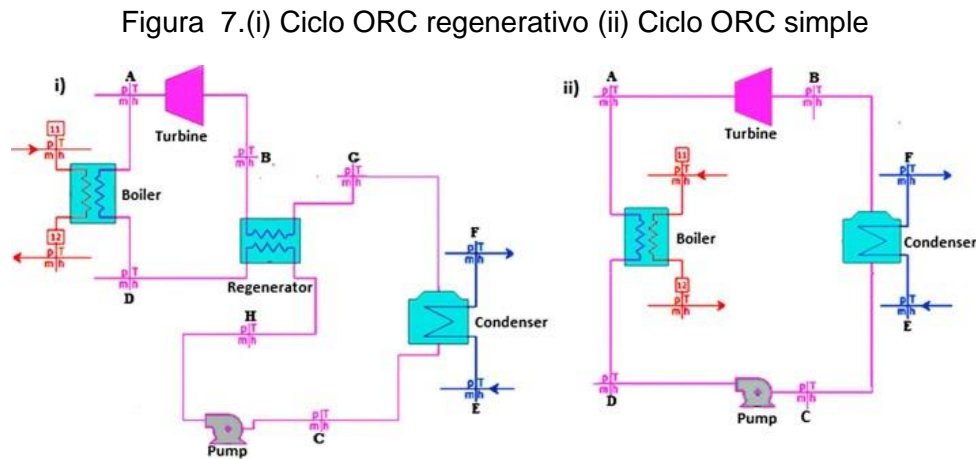 Figura 7.(i) Ciclo ORC regenerativo (ii) Ciclo ORC simple
i)
A
p T
m h
Turbine
11
p T
m h
B
p T
m h
G
p T
m h
Boiler
12
p T
m h
D
p T
m h
Regenerator
F
p T
m h
H
p T
m h
Condenser
E
p T
m h
C
p T
m h
Pump
ii)
A
p T
m h
B
p T
m h
Turbine
11
p T
m h
F
p T
m h
Boiler
Condenser
12
p T
m h
E
p T
m h
D
p T
m h
C
p T
m h
Pump